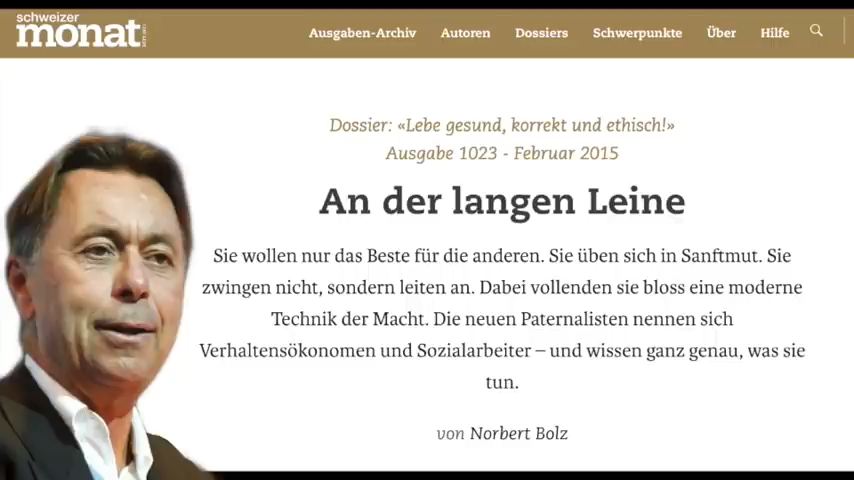 schweizer
monat
Ausgaben-Archiv Autoren Dossiers Schwerpunkte Über Hilfe
Dossier: «Lebe gesund, korrekt und ethisch!»
Ausgabe 1023 - Februar 2015
An der langen Leine
Sie wollen nur das Beste für die anderen. Sie üben sich in Sanftmut. Sie
zwingen nicht, sondern leiten an. Dabei vollenden sie bloss eine moderne
Technik der Macht. Die neuen Paternalisten nennen sich
Verhaltensökonomen und Sozialarbeiter – und wissen ganz genau, was sie
tun.
von Norbert Bolz